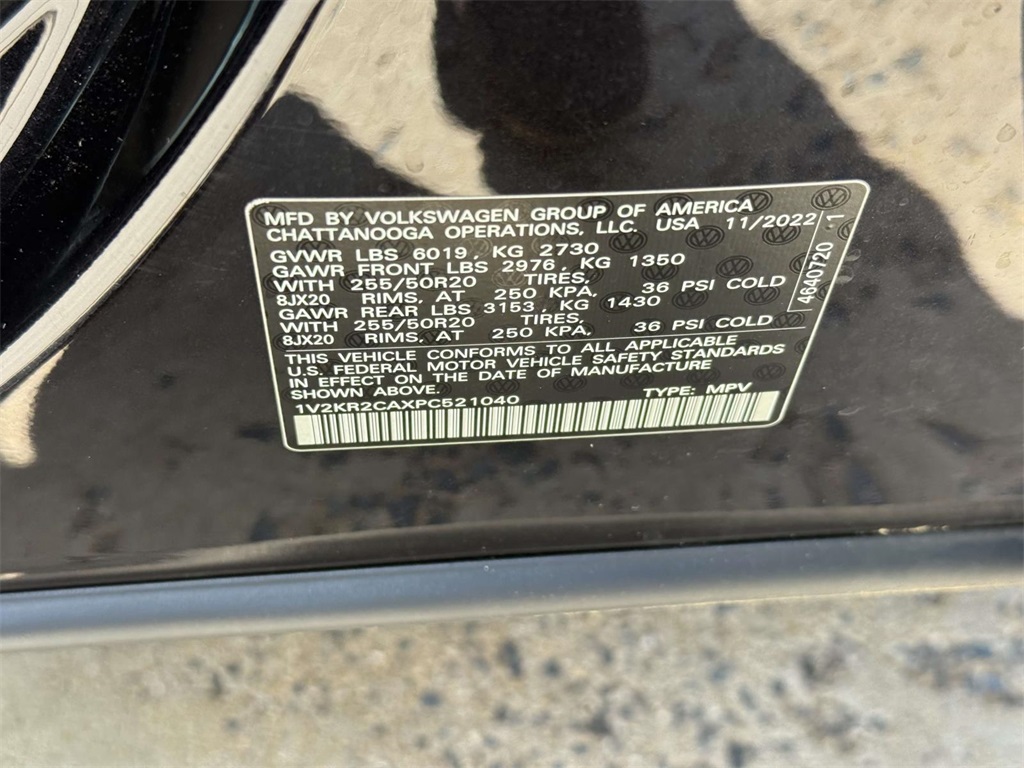 MFD BY VOLKSWAGEN GROUP OF AMERICA
CHATTANOOGA OPERATIONS, LLC. USA 11/2022
GVWR LBS 6019, KG 2730
GAWR FRONT LBS 2976, KG 1350
WITH 255/50R20 TIRES,
8JX20 RIMS, AT 250 KPA, 36 PSI COLD
GAWR REAR LBS 3153, KG 1430
WITH 255/50R20 TIRES,
8JX20 RIMS, AT 250 KPA, 36 PSI COLD
THIS VEHICLE CONFORMS TO ALL APPLICABLE
U.S. FEDERAL MOTOR VEHICLE SAFETY STANDARDS
IN EFFECT ON THE DATE OF MANUFACTURE
SHOWN ABOVE.
1V2KR2CAXPC521040 TYPE: MPV
4640720 1